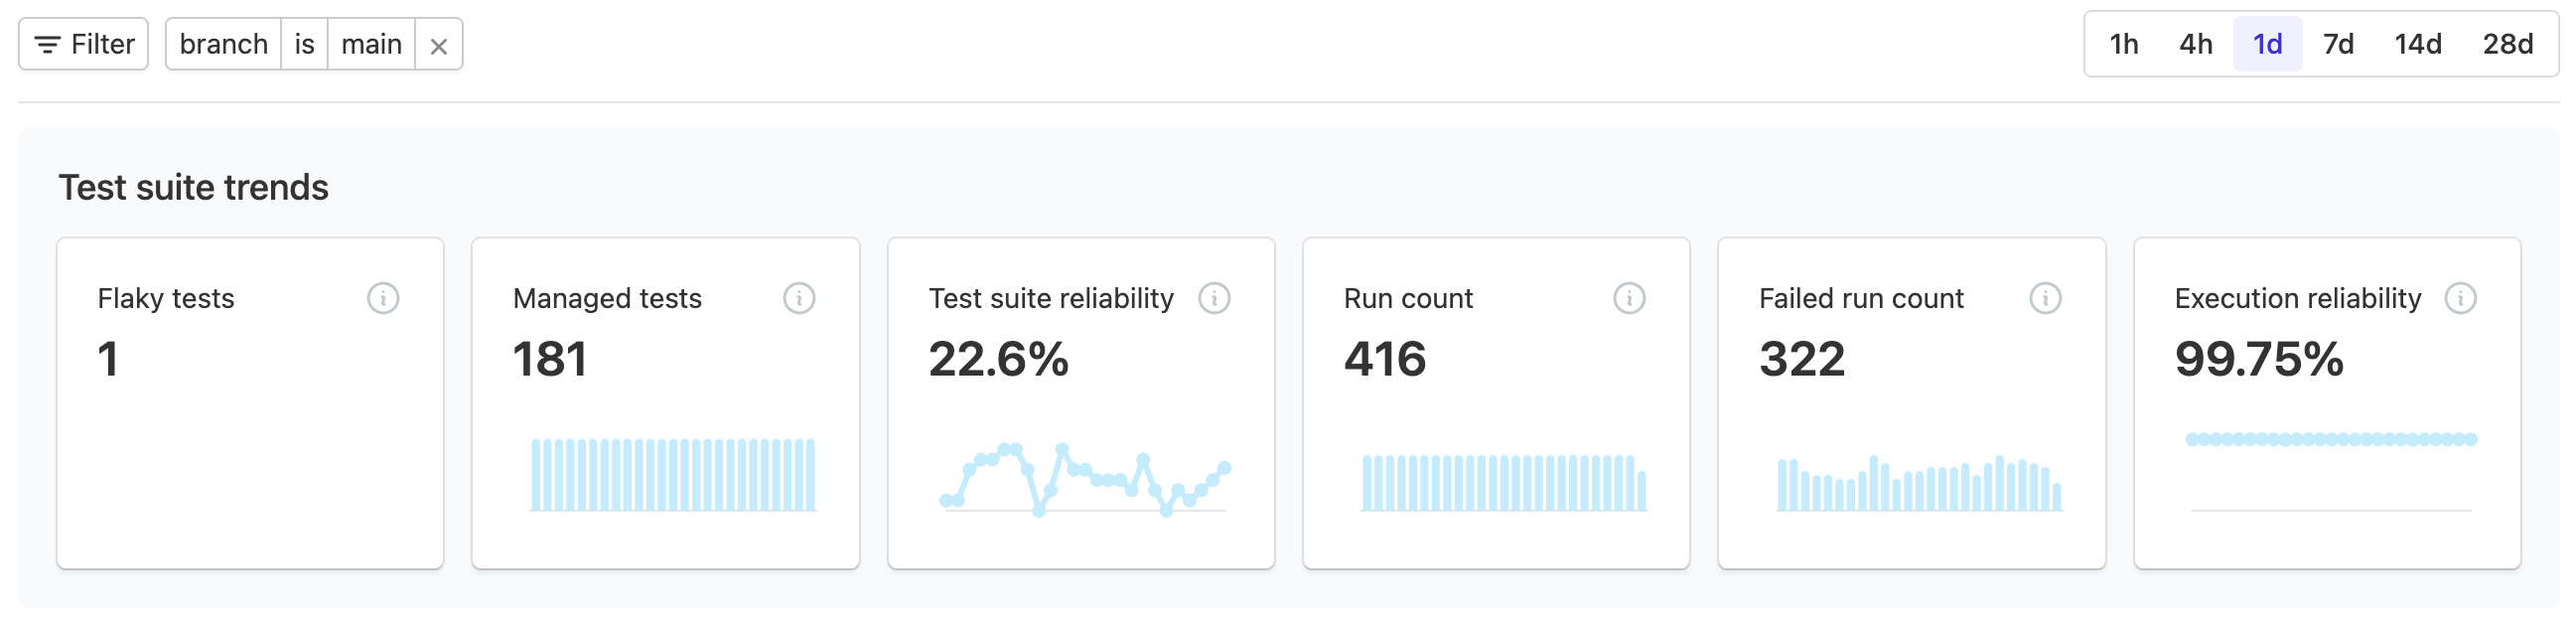 Filter branch is main 1h 4h 1d 7d 14d 28d
Test suite trends
Flaky tests
1
Managed tests
181
Test suite reliability
22.6%
Run count
416
Failed run count
322
Execution reliability
99.75%